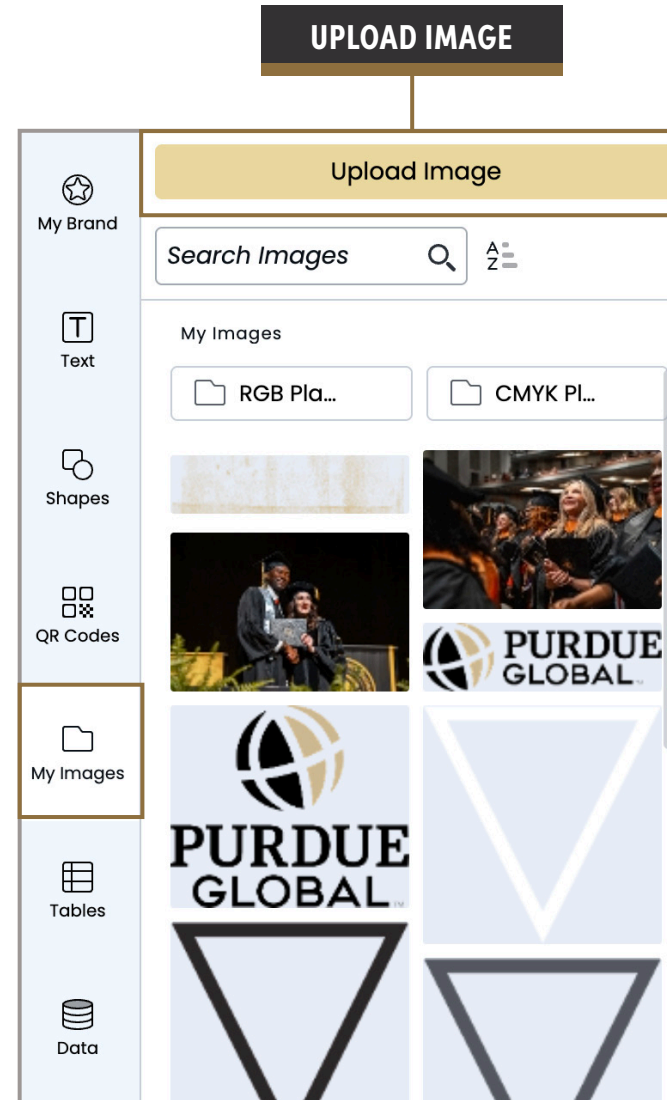 UPLOAD IMAGE
Upload Image
My Brand
Search Images
A
Z
My Images
T
Text
RGB Pla...
CMYK Pl...
Shapes
QR Codes
PURDUE
GLOBAL
My Images
PURDUE
GLOBAL
TM
Tables
Data